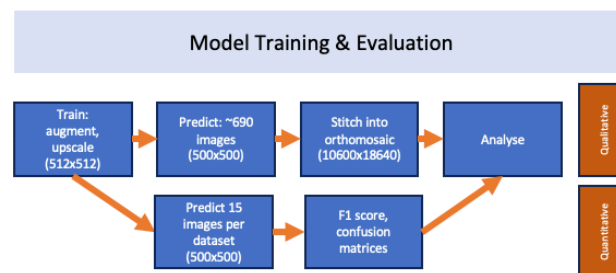 Model Training & Evaluation
Train:
augment,
upscale
(512x512)
Predict: ~690
images
(500x500)
Stitch into
orthomosaic
(10600x18640)
Analyse
Qualitative
Predict 15
images per
dataset
(500x500)
F1 score,
confusion
matrices
Quantitative